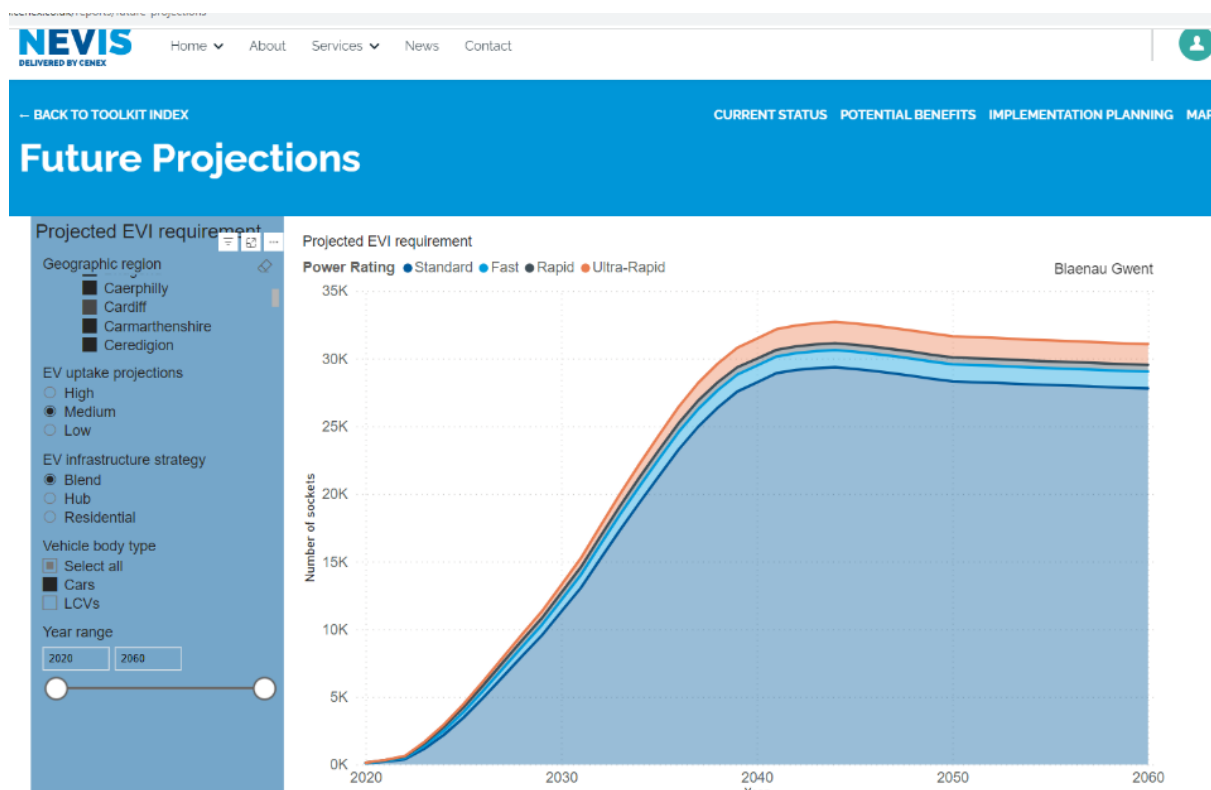 NEVIS
DELIVERED BY CENEX
Home About Services News Contact
← BACK TO TOOLKIT INDEX
CURRENT STATUS POTENTIAL BENEFITS IMPLEMENTATION PLANNING MAP
Future Projections
Projected EVI requirement
Geographic region
Caerphilly
Cardiff
Carmarthenshire
Ceredigion
EV uptake projections
High
Medium
Low
EV infrastructure strategy
Blend
Hub
Residential
Vehicle body type
Select all
Cars
LCVs
Year range
2020 2060
Projected EVI requirement
Power Rating Standard Fast Rapid Ultra-Rapid
Blaenau Gwent
Number of sockets
35K
30K
25K
20K
15K
10K
5K
0K
2020 2030 2040 2050 2060